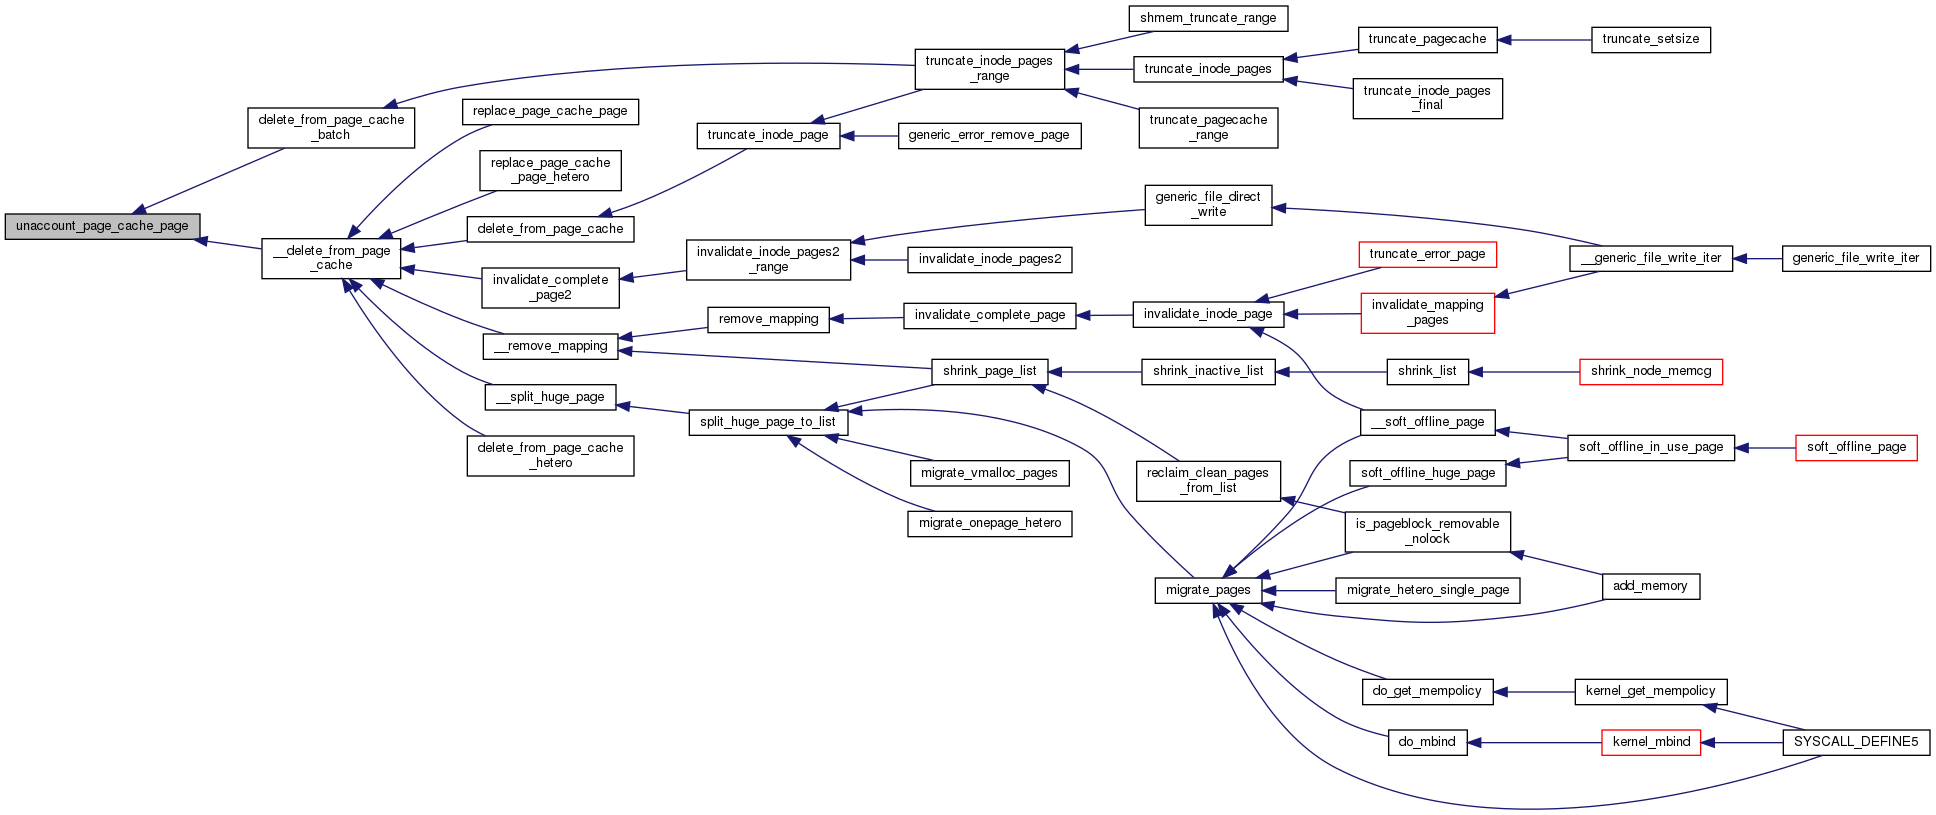 shmem_truncate_range
truncate_pagecache
truncate_setsize
truncate_inode_pages
_range
truncate_inode_pages
truncate_inode_pages
_final
delete_from_page_cache
_batch
replace_page_cache_page
truncate_inode_page
generic_error_remove_page
truncate_pagecache
_range
replace_page_cache
_page_hetero
unaccount_page_cache_page
delete_from_page_cache
generic_file_direct
_write
__delete_from_page
_cache
invalidate_inode_pages2
_range
invalidate_inode_pages2
truncate_error_page
__generic_file_write_iter
generic_file_write_iter
invalidate_complete
_page2
remove_mapping
invalidate_complete_page
invalidate_inode_page
invalidate_mapping
_pages
__remove_mapping
shrink_page_list
shrink_inactive_list
shrink_list
shrink_node_memcg
__split_huge_page
split_huge_page_to_list
__soft_offline_page
delete_from_page_cache
_hetero
migrate_vmalloc_pages
reclaim_clean_pages
_from_list
soft_offline_huge_page
soft_offline_in_use_page
soft_offline_page
migrate_onepage_hetero
is_pageblock_removable
_nolock
migrate_pages
migrate_hetero_single_page
add_memory
do_get_mempolicy
kernel_get_mempolicy
do_mbind
kernel_mbind
SYSCALL_DEFINE5